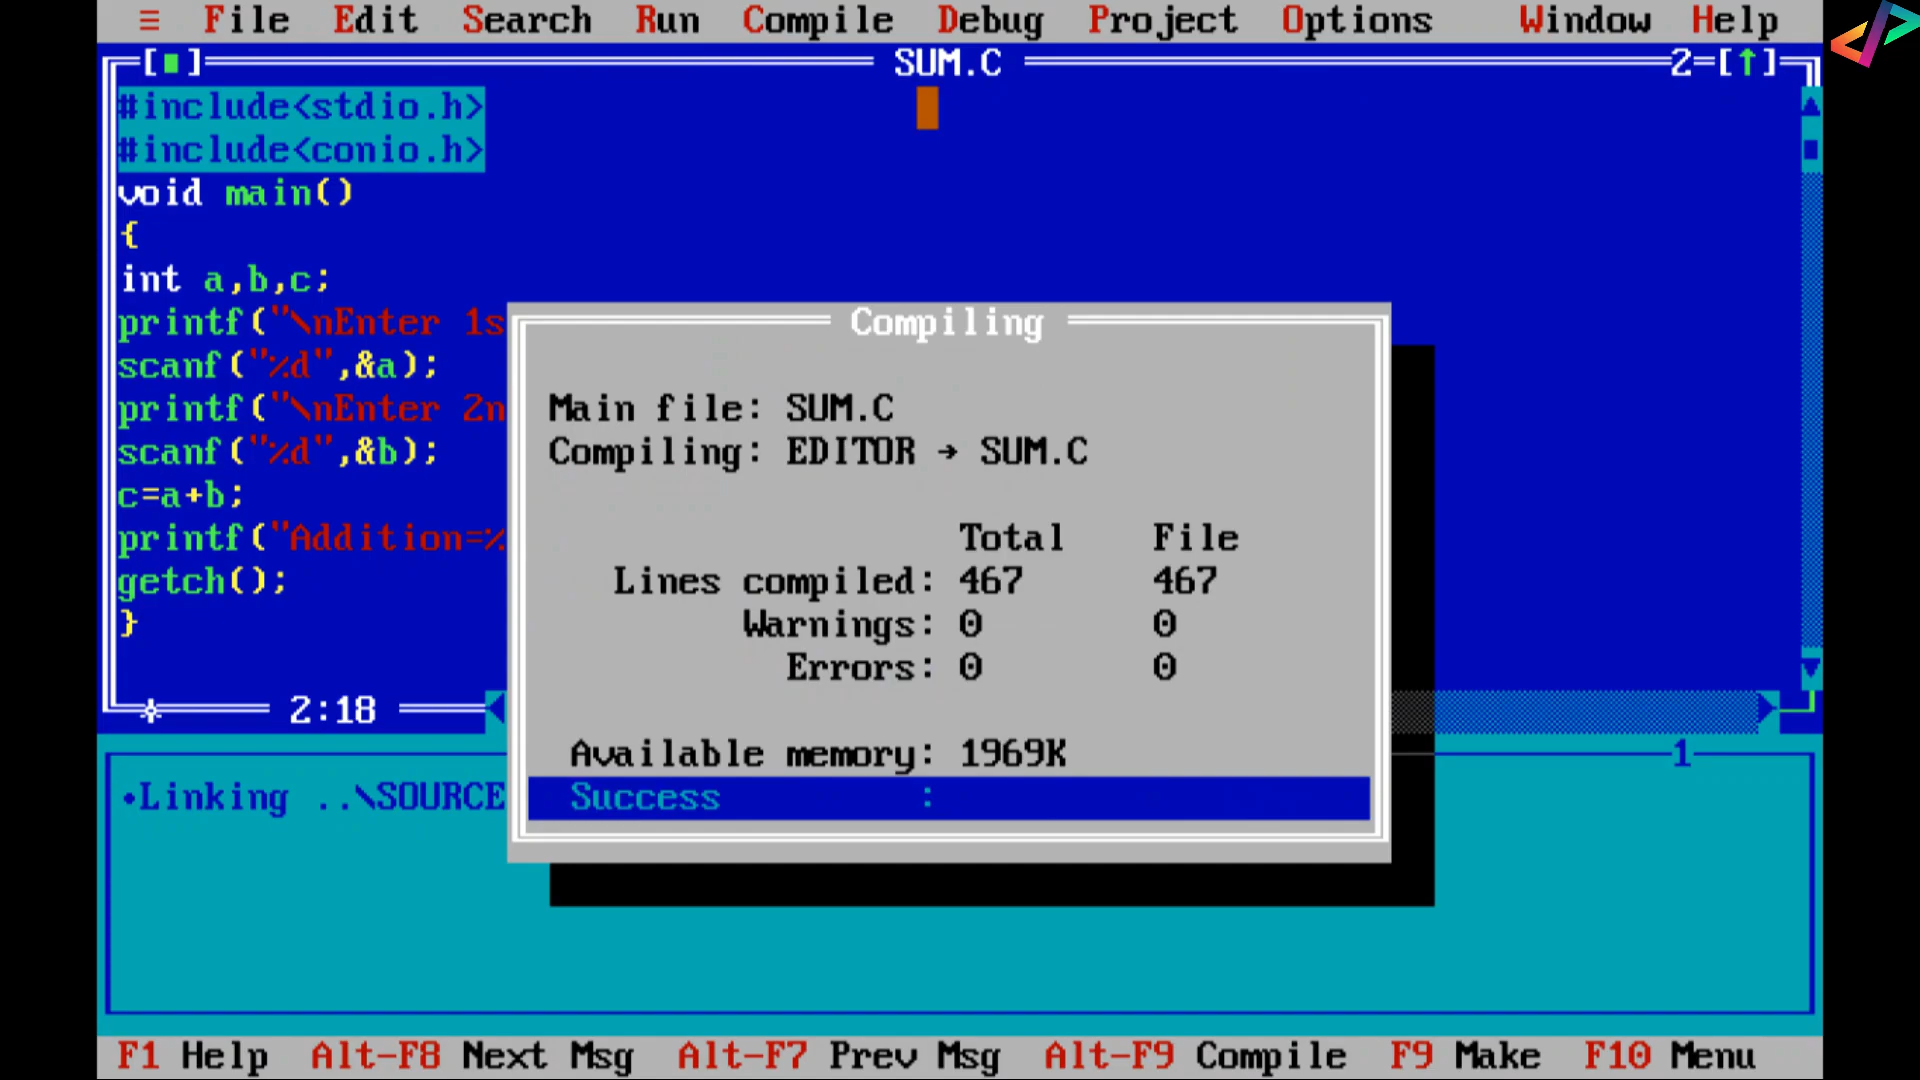 ≡ File Edit Search Run Compile Debug Project Options Window Help
[■] SUM.C 2=[↑]
#include<stdio.h>
#include<conio.h>
void main()
{
int a,b,c;
printf("\nEnter 1s
scanf("%d",&a);
printf("\nEnter 2n
scanf("%d",&b);
c=a+b;
printf("Addition=%
getch();
}
2:18
Compiling
Main file: SUM.C
Compiling: EDITOR → SUM.C
Total File
Lines compiled: 467 467
Warnings: 0 0
Errors: 0 0
Available memory: 1969K
Success :
1
•Linking ..\SOURCE
F1 Help Alt-F8 Next Msg Alt-F7 Prev Msg Alt-F9 Compile F9 Make F10 Menu